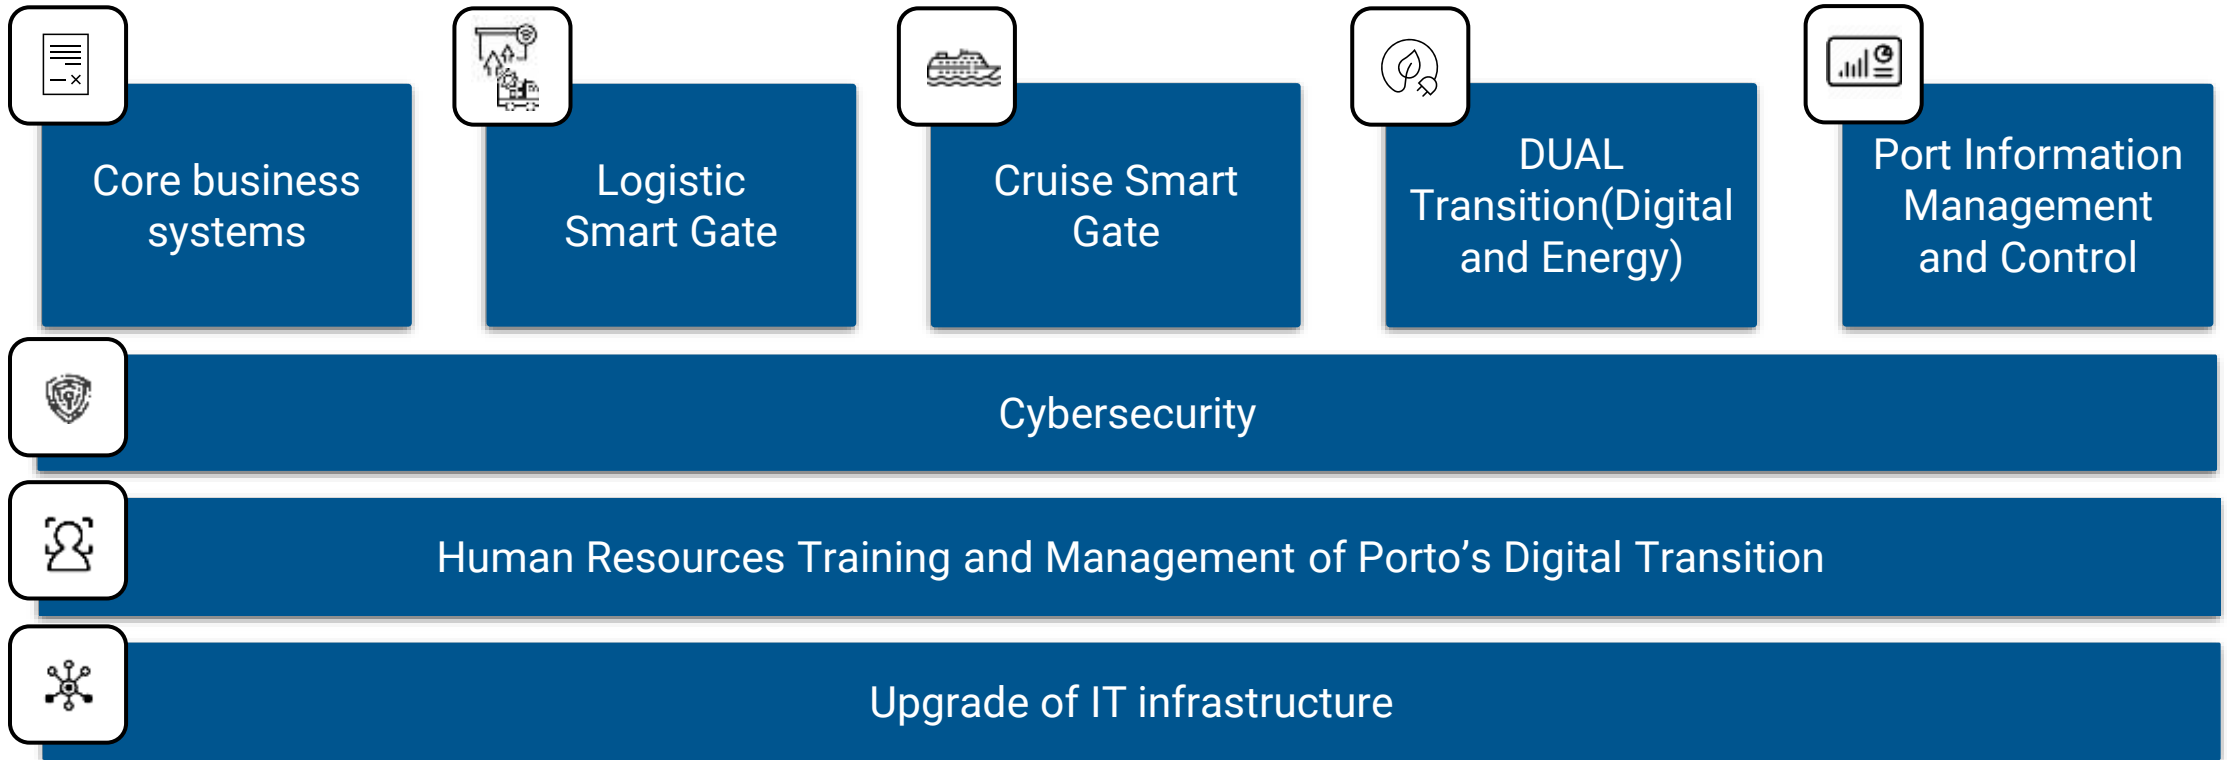 Core business
systems
Logistic
Smart Gate
Cruise Smart
Gate
DUAL
Transition(Digital
and Energy)
Port Information
Management
and Control
Cybersecurity
Human Resources Training and Management of Porto’s Digital Transition
Upgrade of IT infrastructure